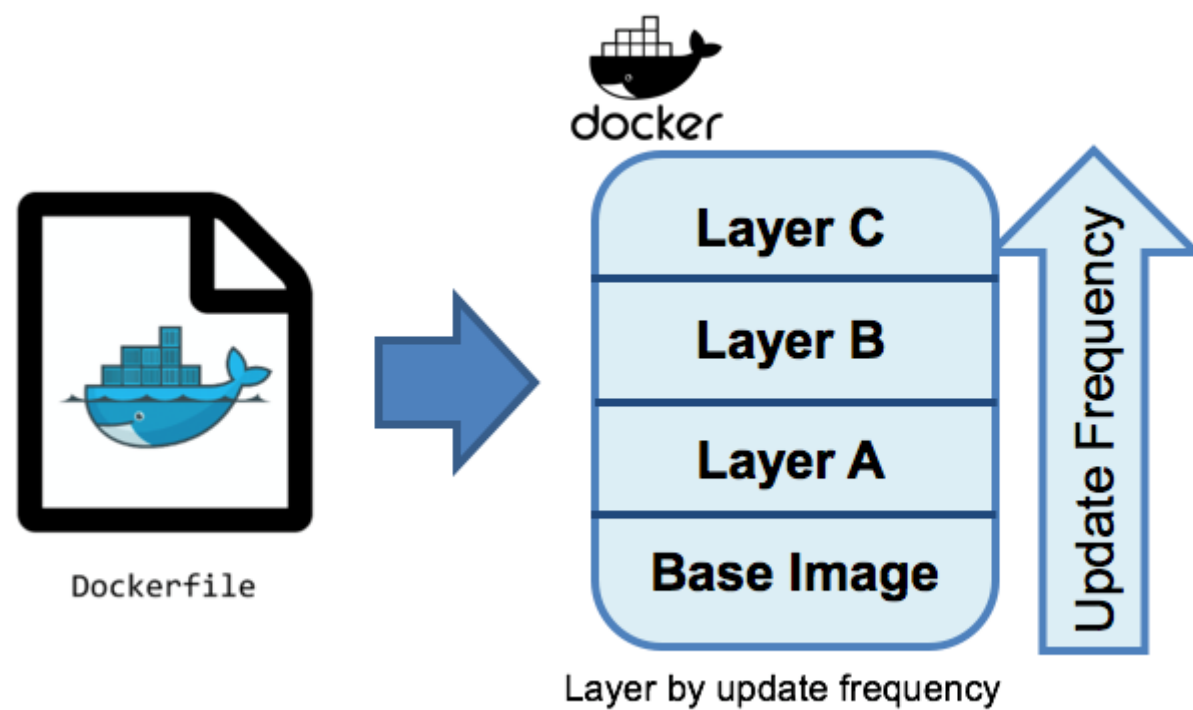 docker
Layer C
Layer B
Layer A
Base Image
Update Frequency
Dockerfile
Layer by update frequency